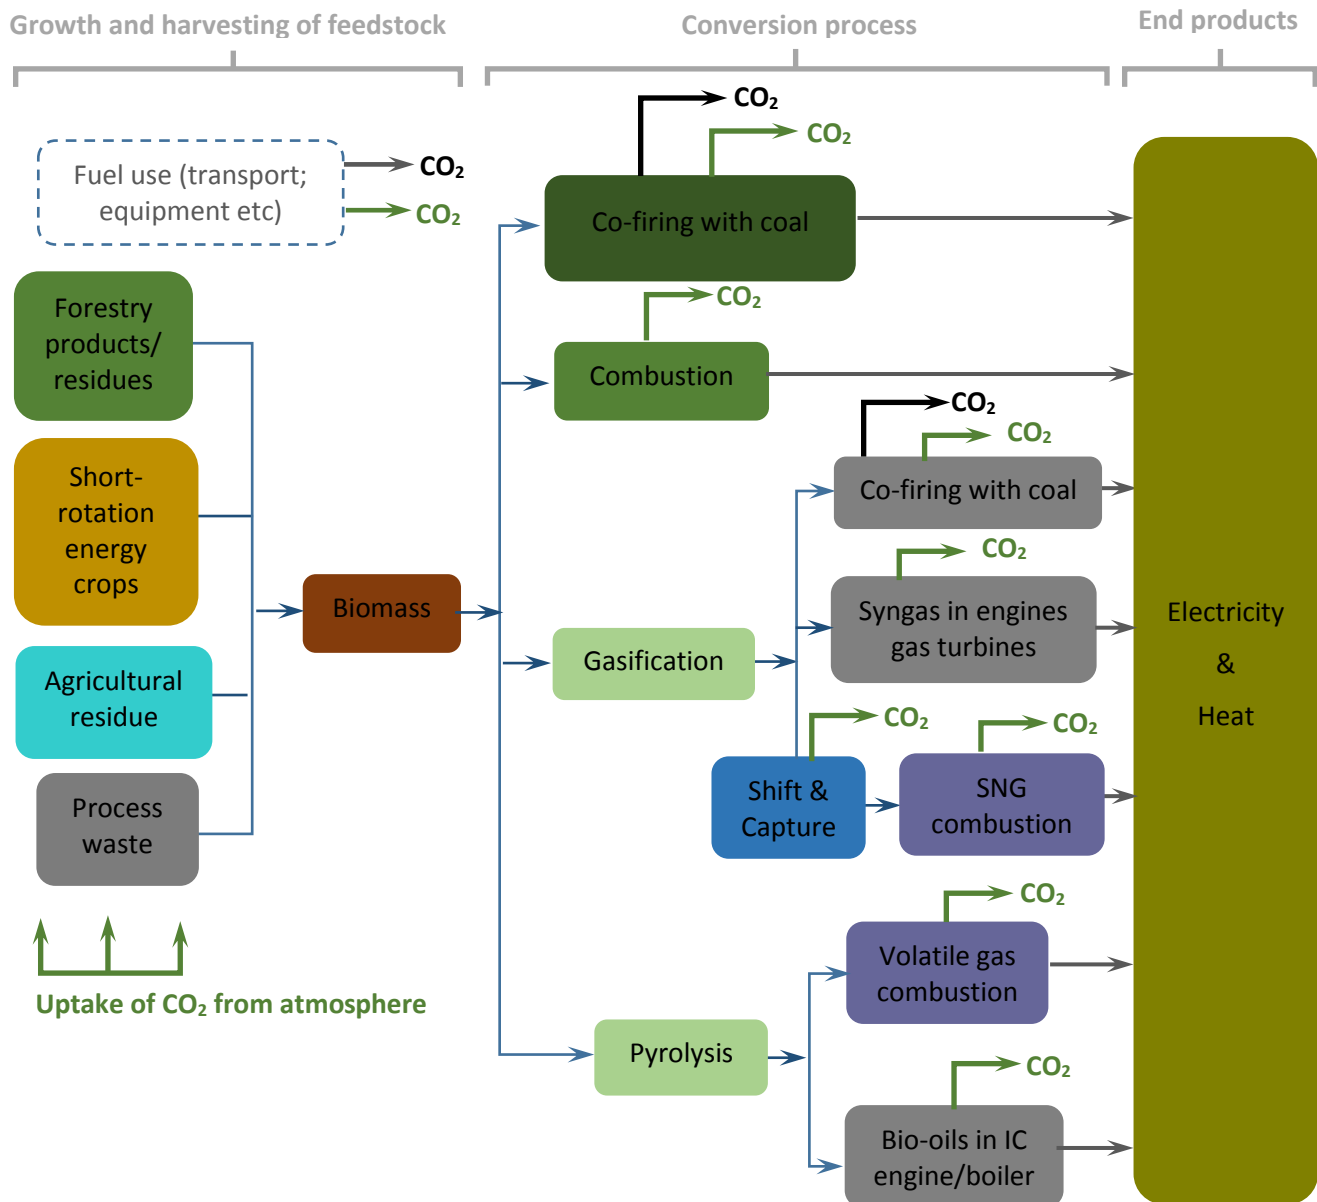 Growth and harvesting of feedstock
Conversion process
End products
Fuel use (transport;
equipment etc)
CO₂
CO₂
Forestry
products/
residues
Short-
rotation
energy
crops
Agricultural
residue
Process
waste
Uptake of CO₂ from atmosphere
Biomass
CO₂
CO₂
Co-firing with coal
CO₂
Combustion
CO₂
CO₂
Co-firing with coal
CO₂
Syngas in engines
gas turbines
Gasification
CO₂
Shift &
Capture
CO₂
SNG
combustion
CO₂
Volatile gas
combustion
Pyrolysis
CO₂
Bio-oils in IC
engine/boiler
Electricity
&
Heat